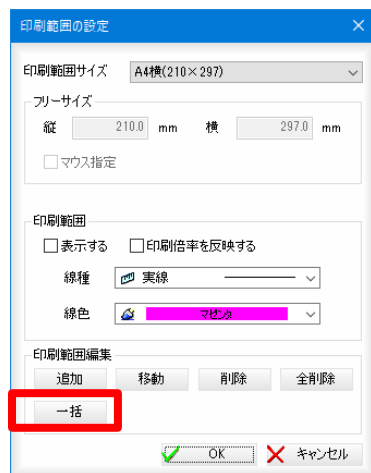 印刷範囲の設定
印刷範囲サイズ A4横(210×297)
フリーサイズ
縦 210.0 mm 横 297.0 mm
マウス指定
印刷範囲
表示する 印刷倍率を反映する
線種 実線
線色 マゼンタ
印刷範囲編集
追加 移動 削除 全削除
一括
OK キャンセル